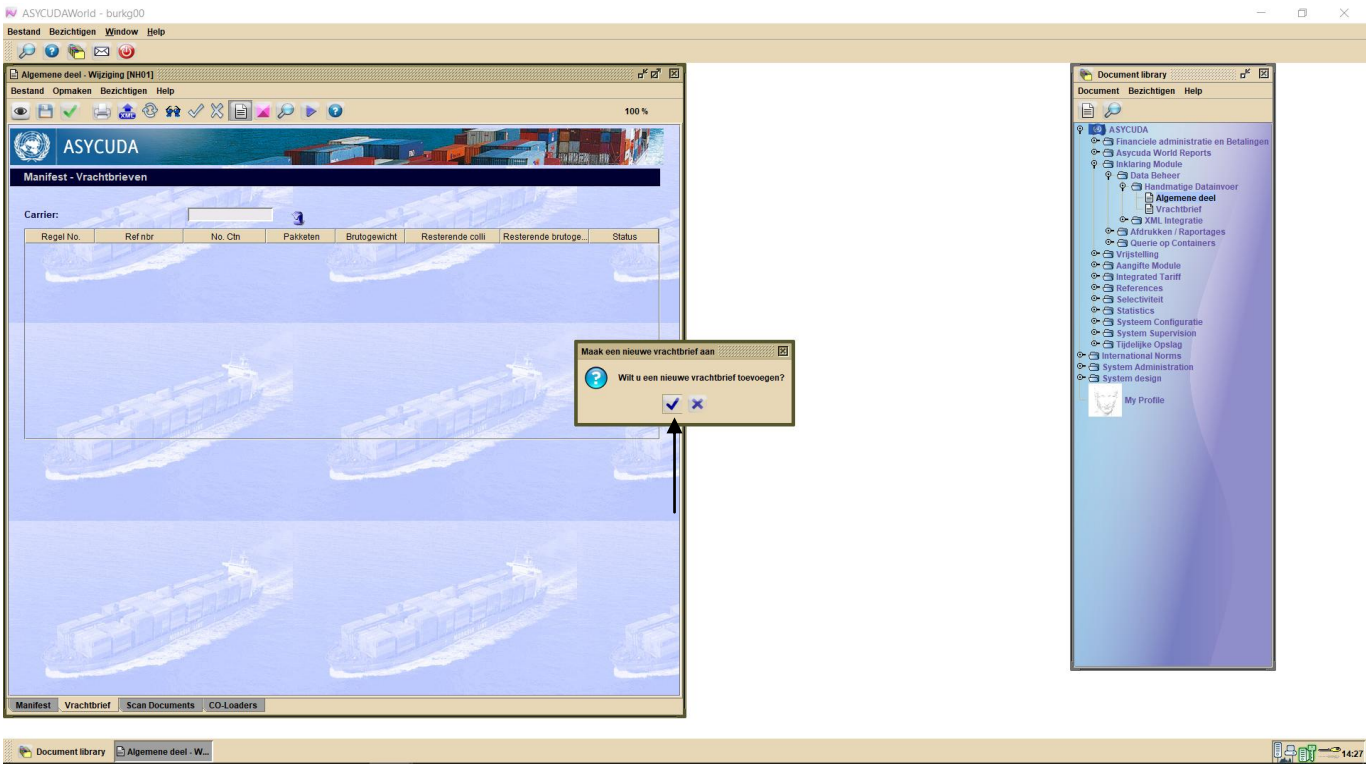 ASYCUDAWorld - burkg00
Bestand Bezichtigen Window Help
Algemene deel - Wijziging [NH01]
Bestand Opmaken Bezichtigen Help
XML
100 %
ASYCUDA
Manifest - Vrachtbrieven
Carrier:
Regel No. Ref nbr No. Ctn Pakketen Brutogewicht Resterende colli Resterende brutoge... Status
Maak een nieuwe vrachtbrief aan
Wilt u een nieuwe vrachtbrief toevoegen?
Manifest Vrachtbrief Scan Documents CO-Loaders
Document library
Document Bezichtigen Help
ASYCUDA
Financiele administratie en Betalingen
Asycuda World Reports
Inklaring Module
Data Beheer
Handmatige Datainvoer
Algemene deel
Vrachtbrief
XML Integratie
Afdrukken / Raportages
Querie op Containers
Vrijstelling
Aangifte Module
Integrated Tariff
References
Selectiviteit
Statistics
Systeem Configuratie
System Supervision
Tijdelijke Opslag
International Norms
System Administration
System design
My Profile
Document library Algemene deel - W... 14:27